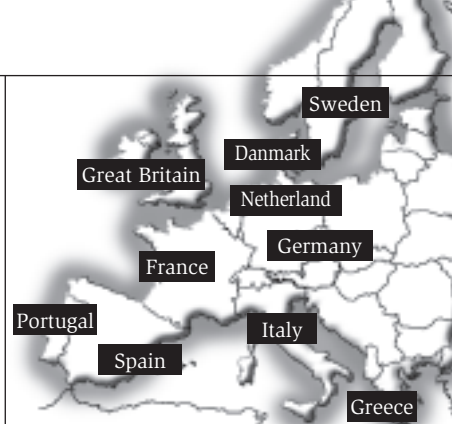 Sweden
Danmark
Great Britain
Netherland
Germany
France
Portugal
Italy
Spain
Greece